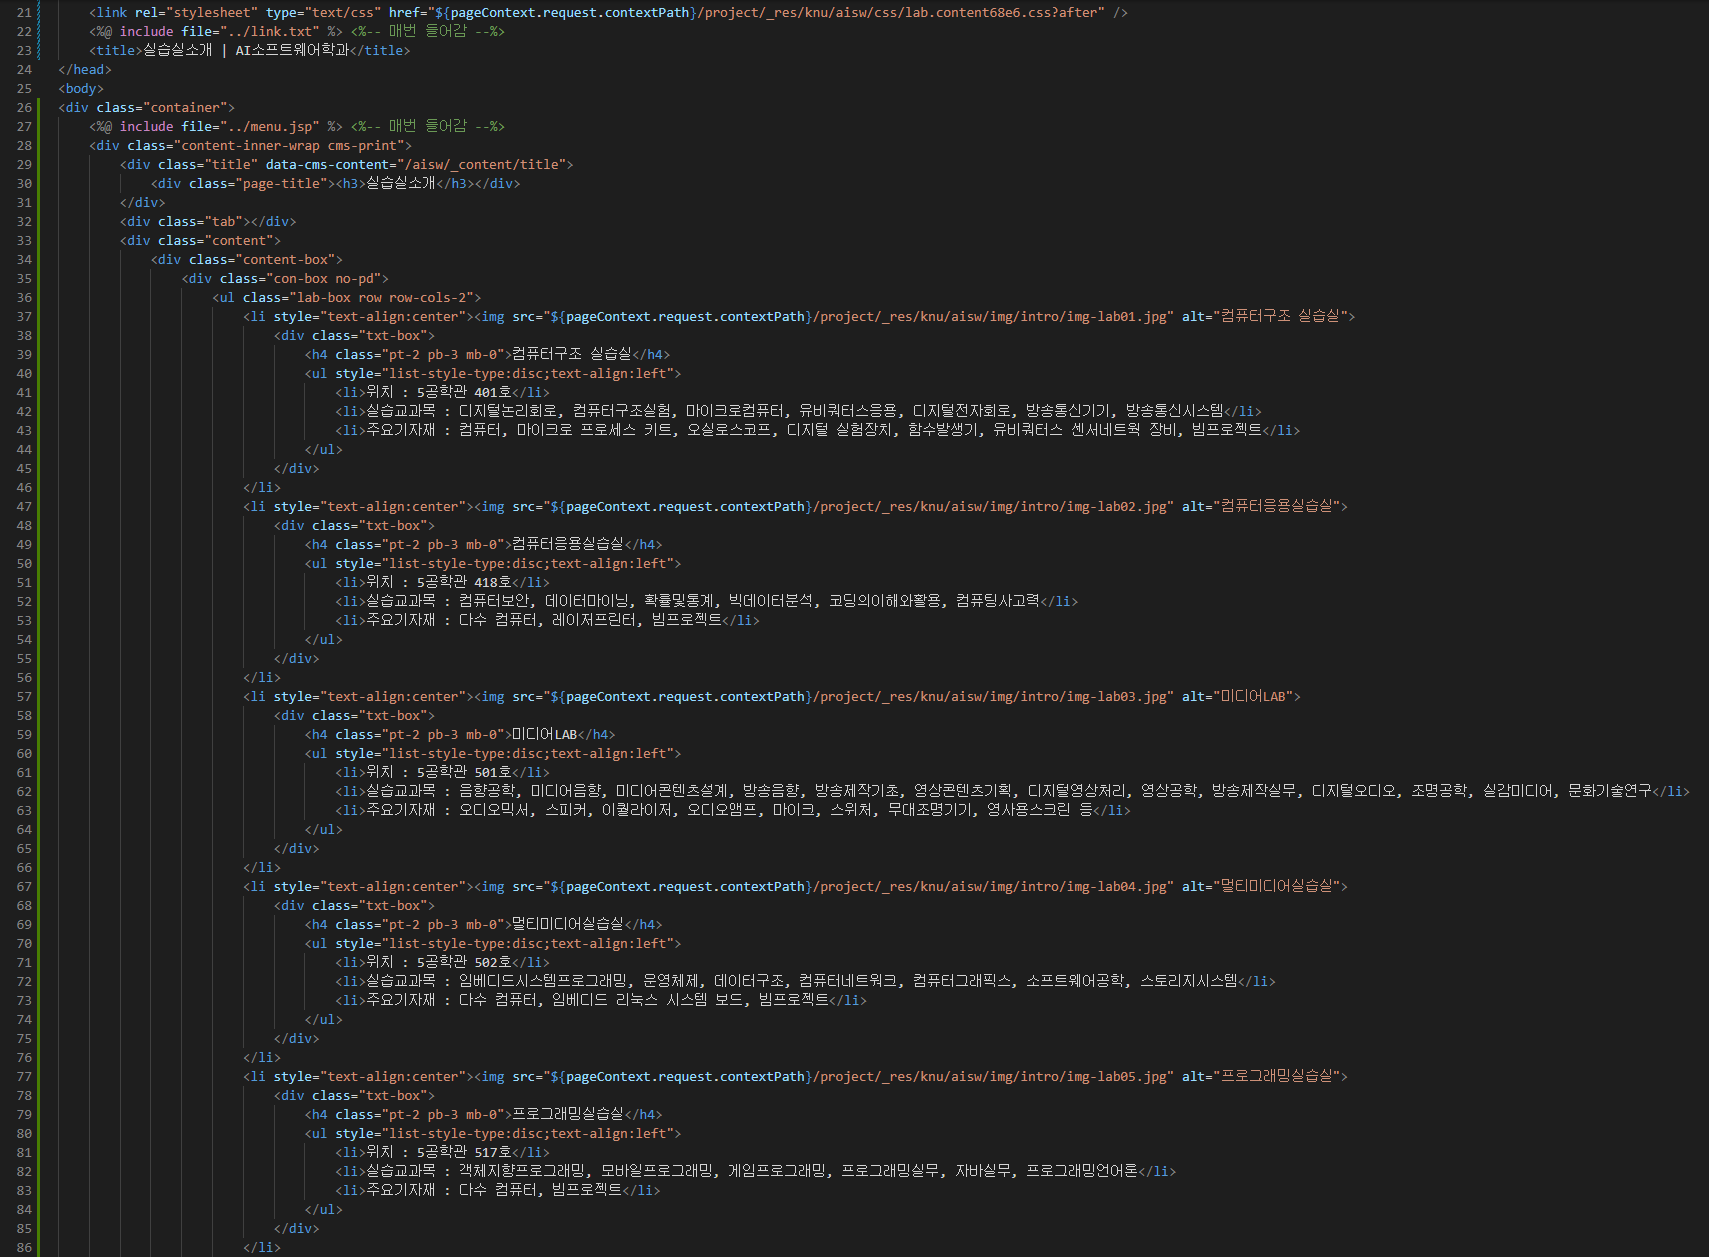 21 <link rel="stylesheet" type="text/css" href="${pageContext.request.contextPath}/project/_res/knu/aisw/css/lab.content68e6.css?after" />
22 <%@ include file="../link.txt" %> <%-- 매번 들어감 --%>
23 <title>실습실소개 | AI소프트웨어학과</title>
24 </head>
25 <body>
26 <div class="container">
27 <%@ include file="../menu.jsp" %> <%-- 매번 들어감 --%>
28 <div class="content-inner-wrap cms-print">
29 <div class="title" data-cms-content="/aisw/_content/title">
30 <div class="page-title"><h3>실습실소개</h3></div>
31 </div>
32 <div class="tab"></div>
33 <div class="content">
34 <div class="content-box">
35 <div class="con-box no-pd">
36 <ul class="lab-box row row-cols-2">
37 <li style="text-align:center"><img src="${pageContext.request.contextPath}/project/_res/knu/aisw/img/intro/img-lab01.jpg" alt="컴퓨터구조 실습실">
38 <div class="txt-box">
39 <h4 class="pt-2 pb-3 mb-0">컴퓨터구조 실습실</h4>
40 <ul style="list-style-type:disc;text-align:left">
41 <li>위치 : 5공학관 401호</li>
42 <li>실습교과목 : 디지털논리회로, 컴퓨터구조실험, 마이크로컴퓨터, 유비쿼터스응용, 디지털전자회로, 방송통신기기, 방송통신시스템</li>
43 <li>주요기자재 : 컴퓨터, 마이크로 프로세스 키트, 오실로스코프, 디지털 실험장치, 함수발생기, 유비쿼터스 센서네트웍 장비, 빔프로젝트</li>
44 </ul>
45 </div>
46 </li>
47 <li style="text-align:center"><img src="${pageContext.request.contextPath}/project/_res/knu/aisw/img/intro/img-lab02.jpg" alt="컴퓨터응용실습실">
48 <div class="txt-box">
49 <h4 class="pt-2 pb-3 mb-0">컴퓨터응용실습실</h4>
50 <ul style="list-style-type:disc;text-align:left">
51 <li>위치 : 5공학관 418호</li>
52 <li>실습교과목 : 컴퓨터보안, 데이터마이닝, 확률및통계, 빅데이터분석, 코딩의이해와활용, 컴퓨팅사고력</li>
53 <li>주요기자재 : 다수 컴퓨터, 레이저프린터, 빔프로젝트</li>
54 </ul>
55 </div>
56 </li>
57 <li style="text-align:center"><img src="${pageContext.request.contextPath}/project/_res/knu/aisw/img/intro/img-lab03.jpg" alt="미디어LAB">
58 <div class="txt-box">
59 <h4 class="pt-2 pb-3 mb-0">미디어LAB</h4>
60 <ul style="list-style-type:disc;text-align:left">
61 <li>위치 : 5공학관 501호</li>
62 <li>실습교과목 : 음향공학, 미디어음향, 미디어콘텐츠설계, 방송음향, 방송제작기초, 영상콘텐츠기획, 디지털영상처리, 영상공학, 방송제작실무, 디지털오디오, 조명공학, 실감미디어, 문화기술연구</li>
63 <li>주요기자재 : 오디오믹서, 스피커, 이퀄라이저, 오디오앰프, 마이크, 스위처, 무대조명기기, 영사용스크린 등</li>
64 </ul>
65 </div>
66 </li>
67 <li style="text-align:center"><img src="${pageContext.request.contextPath}/project/_res/knu/aisw/img/intro/img-lab04.jpg" alt="멀티미디어실습실">
68 <div class="txt-box">
69 <h4 class="pt-2 pb-3 mb-0">멀티미디어실습실</h4>
70 <ul style="list-style-type:disc;text-align:left">
71 <li>위치 : 5공학관 502호</li>
72 <li>실습교과목 : 임베디드시스템프로그래밍, 운영체제, 데이터구조, 컴퓨터네트워크, 컴퓨터그래픽스, 소프트웨어공학, 스토리지시스템</li>
73 <li>주요기자재 : 다수 컴퓨터, 임베디드 리눅스 시스템 보드, 빔프로젝트</li>
74 </ul>
75 </div>
76 </li>
77 <li style="text-align:center"><img src="${pageContext.request.contextPath}/project/_res/knu/aisw/img/intro/img-lab05.jpg" alt="프로그래밍실습실">
78 <div class="txt-box">
79 <h4 class="pt-2 pb-3 mb-0">프로그래밍실습실</h4>
80 <ul style="list-style-type:disc;text-align:left">
81 <li>위치 : 5공학관 517호</li>
82 <li>실습교과목 : 객체지향프로그래밍, 모바일프로그래밍, 게임프로그래밍, 프로그래밍실무, 자바실무, 프로그래밍언어론</li>
83 <li>주요기자재 : 다수 컴퓨터, 빔프로젝트</li>
84 </ul>
85 </div>
86 </li>